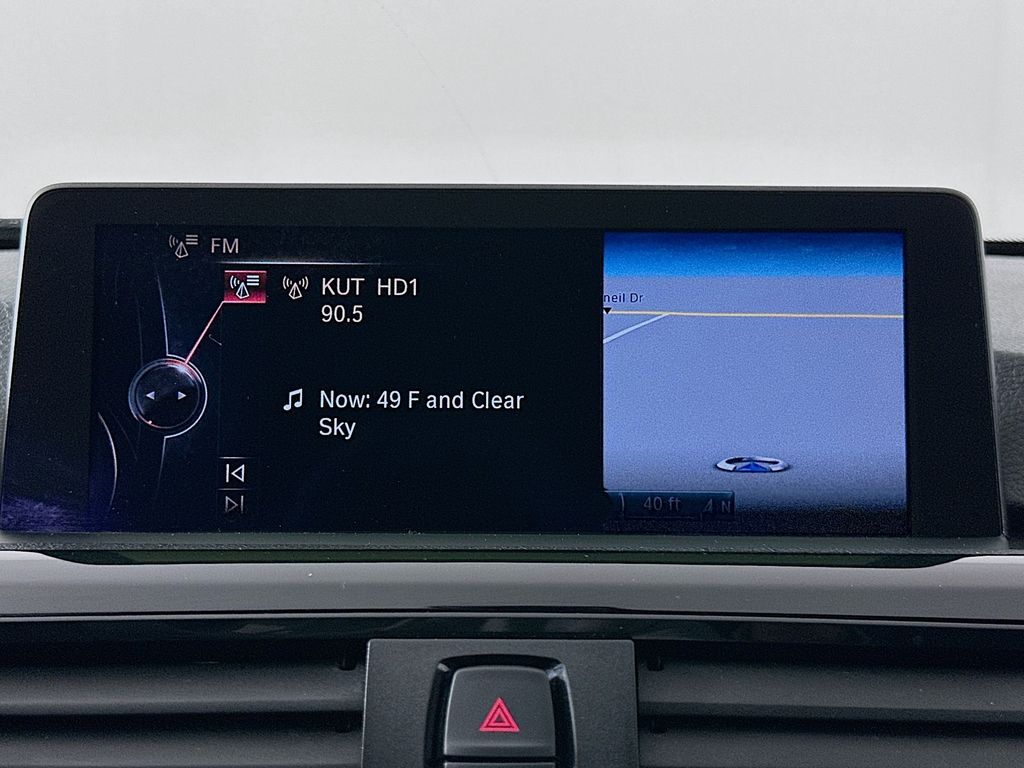 FM
KUT HD1
90.5
Now: 49 F and Clear
Sky
neil Dr
40 ft
N